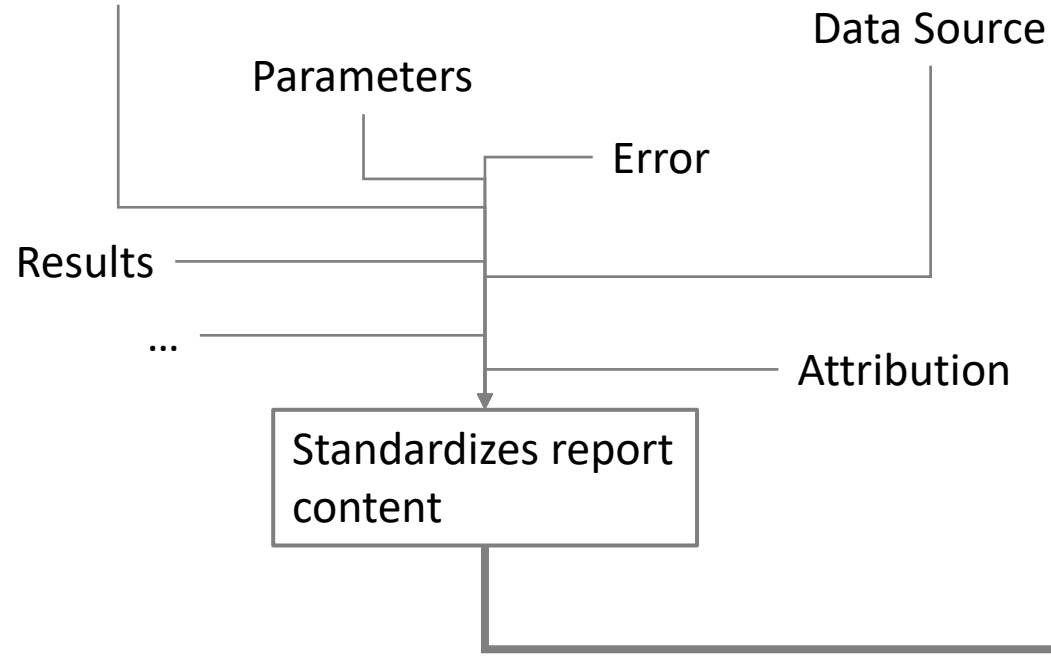 Data Source
Parameters
Error
Results
...
Attribution
Standardizes report
content